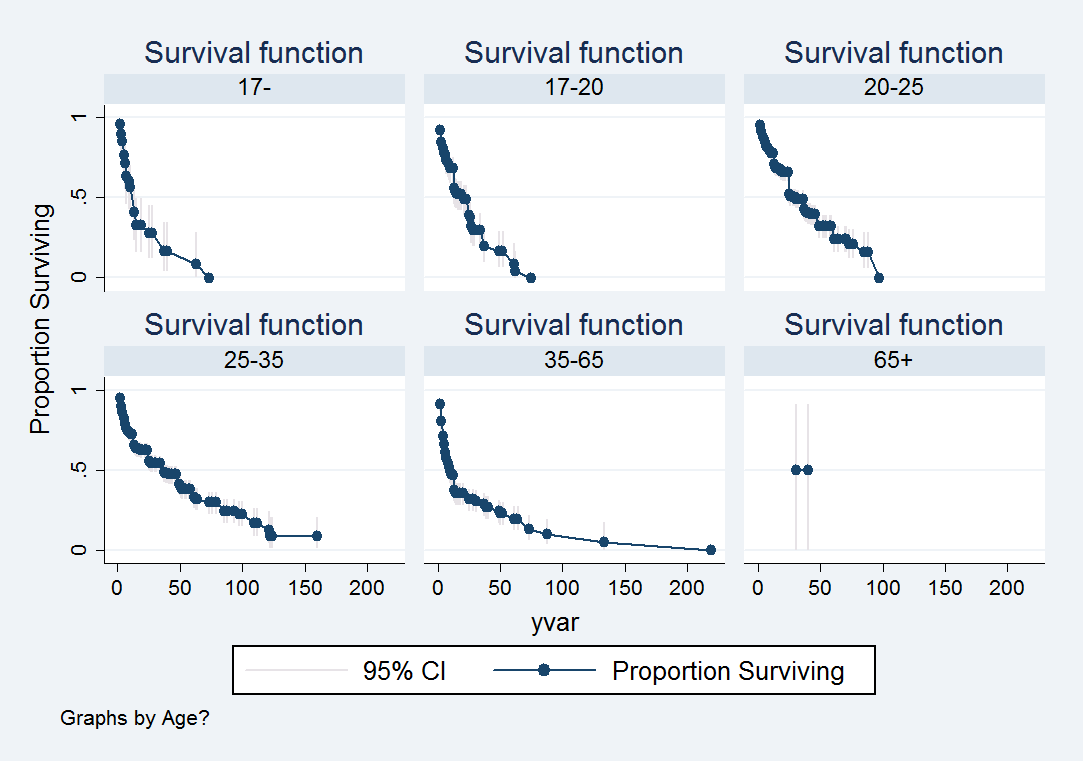 Survival function Survival function Survival function
17- 17-20 20-25
Proportion Surviving
1
.5
0
Survival function Survival function Survival function
25-35 35-65 65+
1
.5
0
0 50 100 150 200 0 50 100 150 200 0 50 100 150 200
yvar
95% CI Proportion Surviving
Graphs by Age?